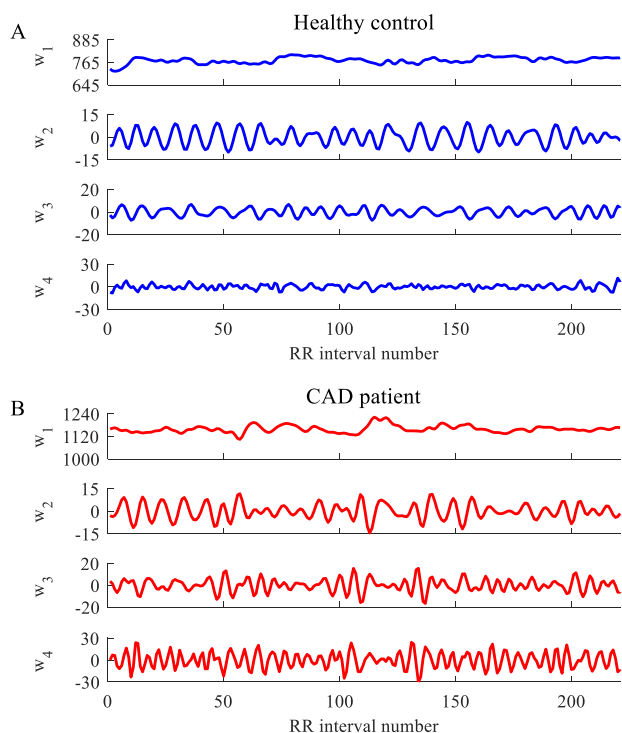 A
Healthy control
885
765
645
w1
15
0
-15
w2
20
0
-20
w3
30
0
-30
w4
0 50 100 150 200
RR interval number
B
CAD patient
1240
1120
1000
w1
15
0
-15
w2
20
0
-20
w3
30
0
-30
w4
0 50 100 150 200
RR interval number